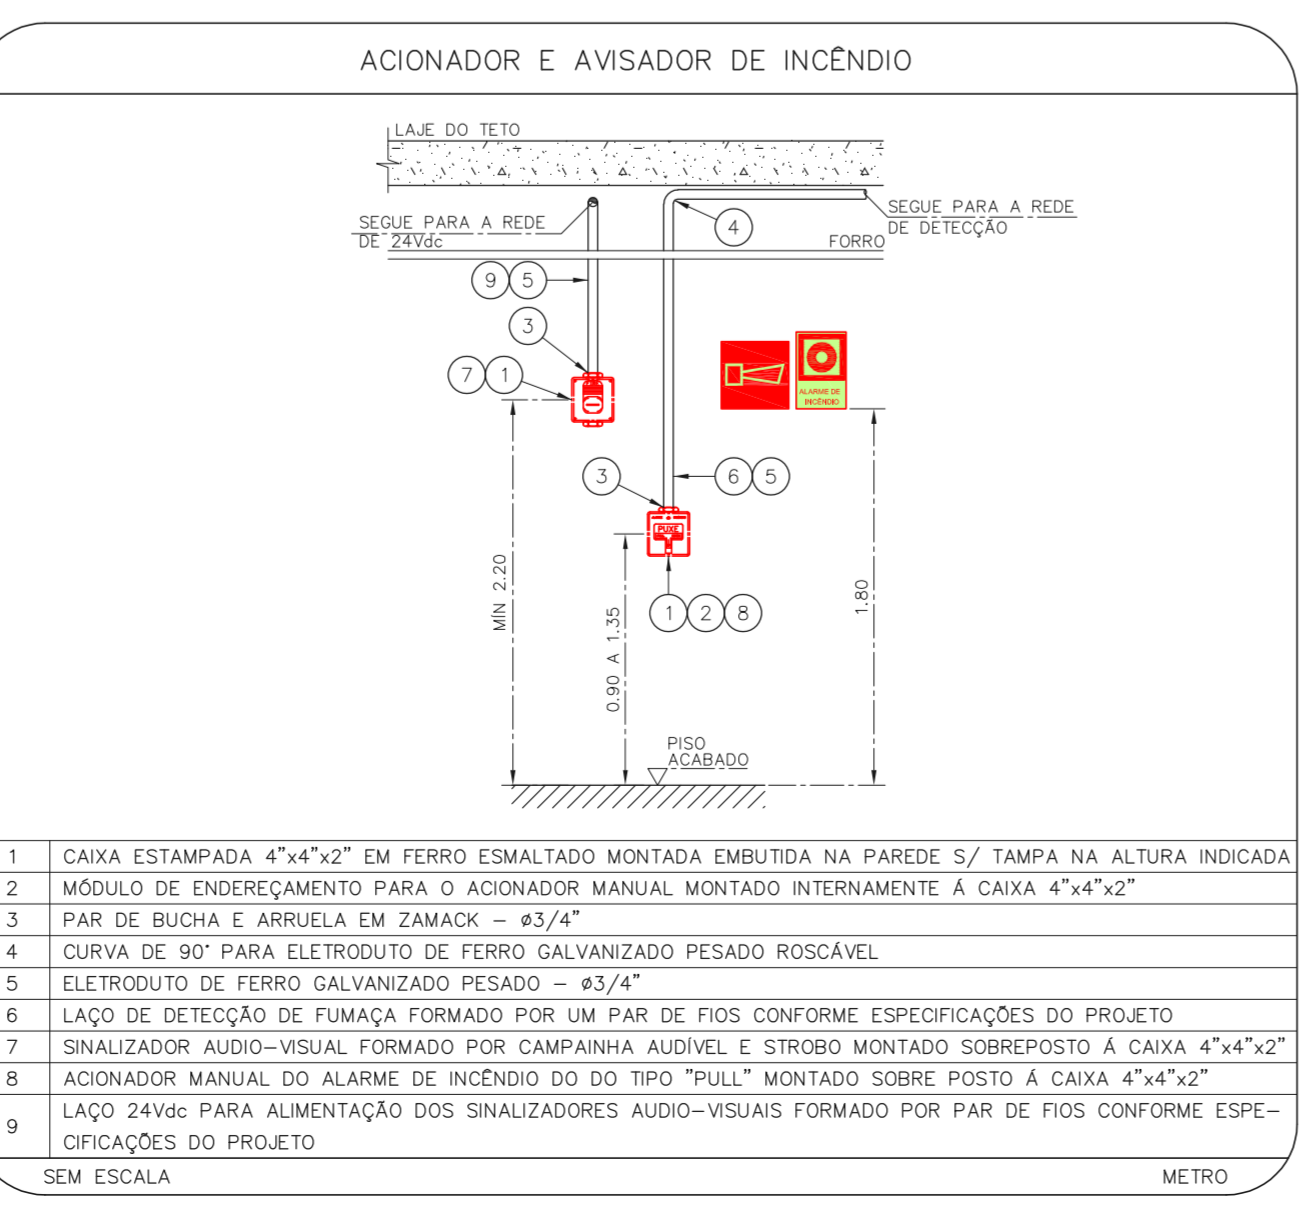 ACIONADOR E AVISADOR DE INCÊNDIO
LAJE DO TETO
SEGUE PARA A REDE
DE 24Vdc
SEGUE PARA A REDE
DE DETECÇÃO
4
FORRO
9 5
3
7 1
ALARME DE
INCÊNDIO
3
6 5
PUXE
1 2 8
MÍN 2.20
0.90 A 1.35
1.80
PISO
ACABADO
1 CAIXA ESTAMPADA 4"x4"x2" EM FERRO ESMALTADO MONTADA EMBUTIDA NA PAREDE S/ TAMPA NA ALTURA INDICADA
2 MÓDULO DE ENDEREÇAMENTO PARA O ACIONADOR MANUAL MONTADO INTERNAMENTE Á CAIXA 4"x4"x2"
3 PAR DE BUCHA E ARRUELA EM ZAMACK – ø3/4"
4 CURVA DE 90° PARA ELETRODUTO DE FERRO GALVANIZADO PESADO ROSCÁVEL
5 ELETRODUTO DE FERRO GALVANIZADO PESADO – ø3/4"
6 LAÇO DE DETECÇÃO DE FUMAÇA FORMADO POR UM PAR DE FIOS CONFORME ESPECIFICAÇÕES DO PROJETO
7 SINALIZADOR AUDIO–VISUAL FORMADO POR CAMPAINHA AUDÍVEL E STROBO MONTADO SOBREPOSTO Á CAIXA 4"x4"x2"
8 ACIONADOR MANUAL DO ALARME DE INCÊNDIO DO DO TIPO "PULL" MONTADO SOBRE POSTO Á CAIXA 4"x4"x2"
9 LAÇO 24Vdc PARA ALIMENTAÇÃO DOS SINALIZADORES AUDIO–VISUAIS FORMADO POR PAR DE FIOS CONFORME ESPE–
CIFICAÇÕES DO PROJETO
SEM ESCALA
METRO